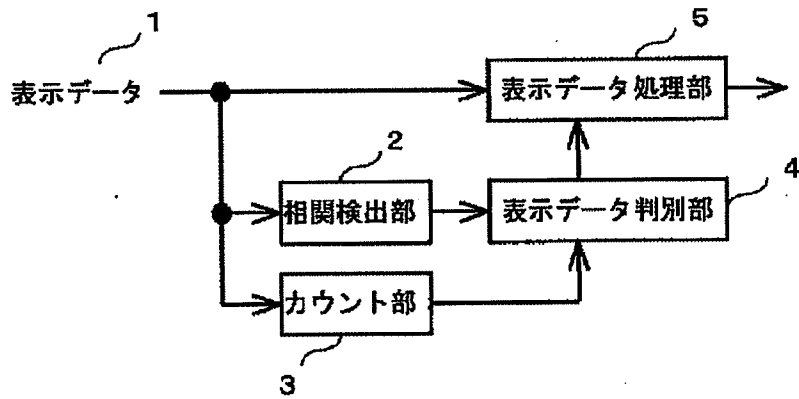 1
5
表示データ
表示データ処理部
2
相関検出部
表示データ判別部
4
カウント部
3